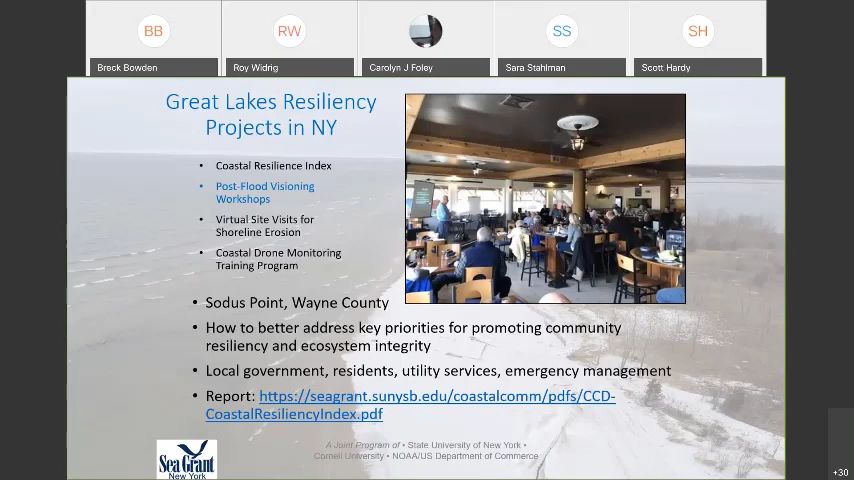 BB
RW
SS
SH
Breck Bowden
Roy Widrig
Carolyn J Foley
Sara Stahlman
Scott Hardy
Great Lakes Resiliency
Projects in NY
• Coastal Resilience Index
• Post-Flood Visioning
Workshops
• Virtual Site Visits for
Shoreline Erosion
• Coastal Drone Monitoring
Training Program
• Sodus Point, Wayne County
• How to better address key priorities for promoting community
resiliency and ecosystem integrity
• Local government, residents, utility services, emergency management
• Report: https://seagrant.sunysb.edu/coastalcomm/pdfs/CCD-
CoastalResiliencyIndex.pdf
A Joint Program of • State University of New York •
Cornell University • NOAA/US Department of Commerce
Sea Grant
New York
+30